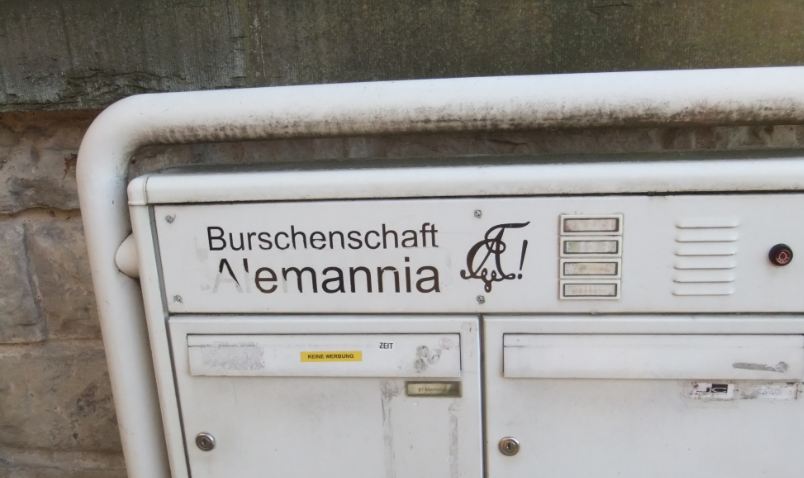 Burschenschaft
Alemannia
ZEIT
KEINE WERBUNG